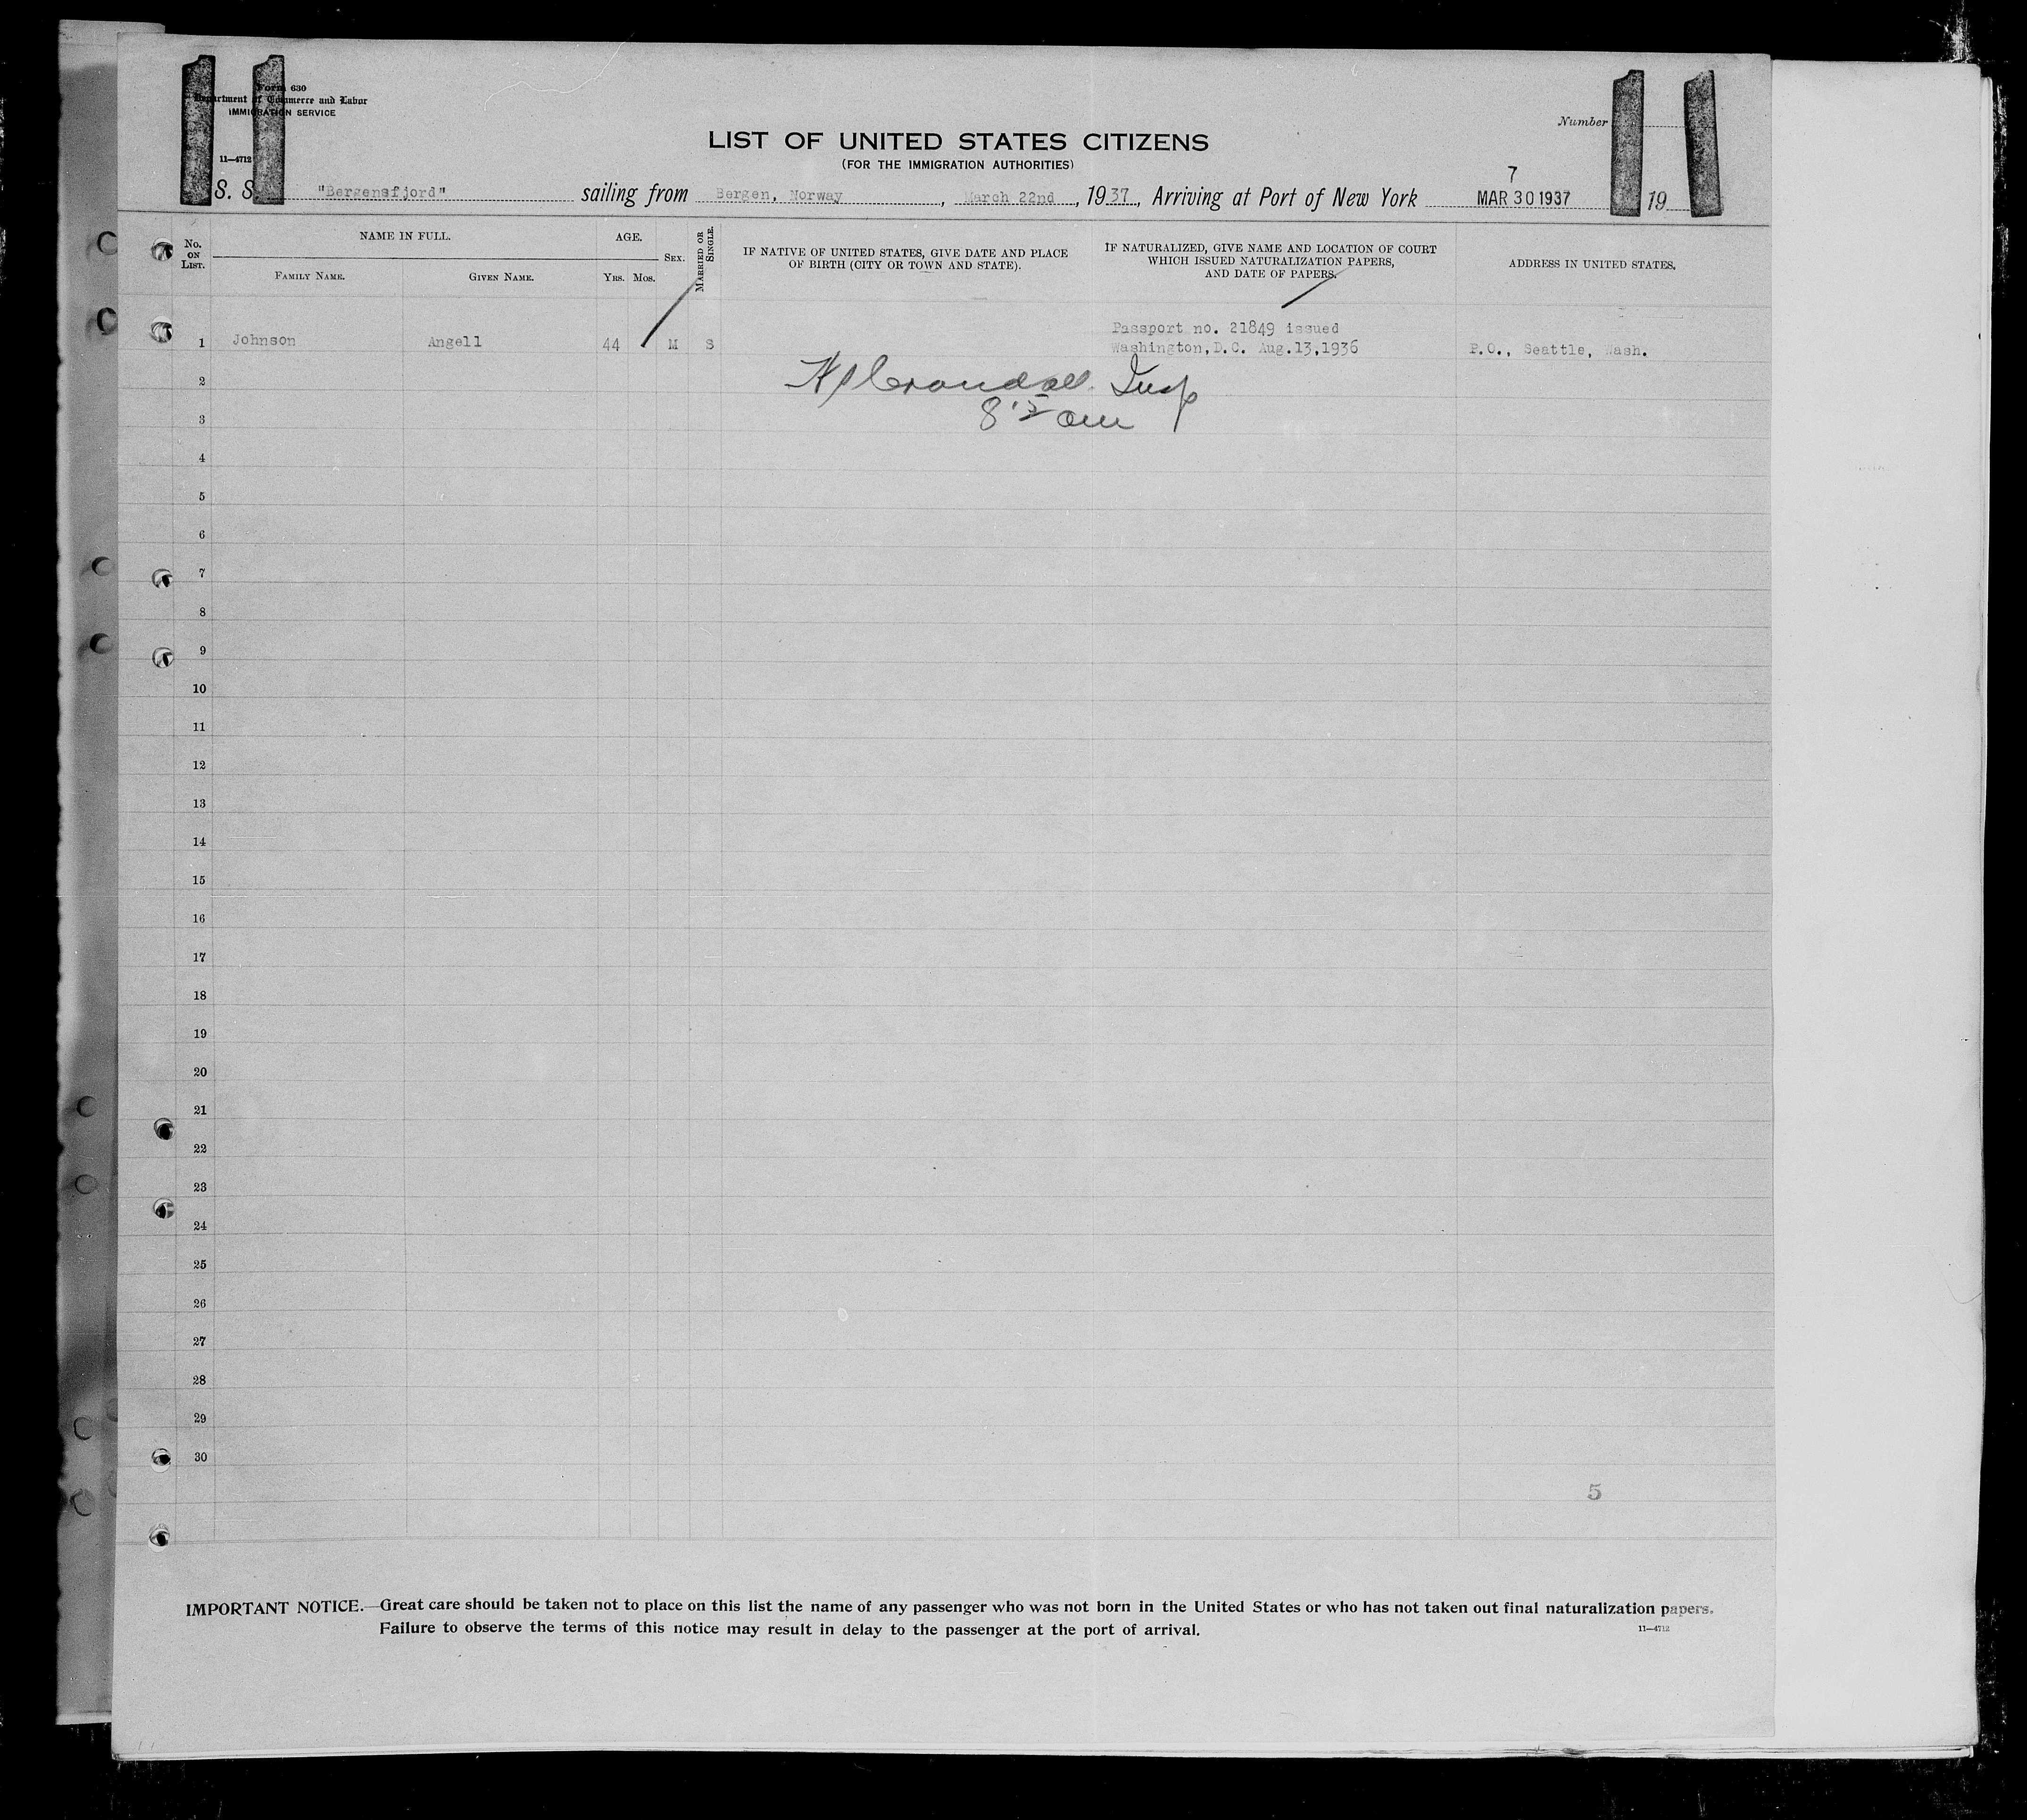 11 11
Form 630
Department of Commerce and Labor
IMMIGRATION SERVICE
Number
11—4712
LIST OF UNITED STATES CITIZENS
(FOR THE IMMIGRATION AUTHORITIES)
7
S. S. "Bergensfjord" sailing from Bergen, Norway, March 22nd, 1937, Arriving at Port of New York MAR 30 1937 19
No. ON LIST.
NAME IN FULL.
FAMILY NAME.
GIVEN NAME.
AGE.
YRS. MOS.
SEX.
MARRIED OR SINGLE.
IF NATIVE OF UNITED STATES, GIVE DATE AND PLACE
OF BIRTH (CITY OR TOWN AND STATE).
IF NATURALIZED, GIVE NAME AND LOCATION OF COURT
WHICH ISSUED NATURALIZATION PAPERS,
AND DATE OF PAPERS.
ADDRESS IN UNITED STATES.
Passport no. 21849 issued
1 Johnson Angell 44 M S Washington, D.C. Aug.13,1936 P.O., Seattle, Wash.
2 Crandall Insp
3 am
4
5
6
7
8
9
10
11
12
13
14
15
16
17
18
19
20
21
22
23
24
25
26
27
28
29
30
5
IMPORTANT NOTICE.—Great care should be taken not to place on this list the name of any passenger who was not born in the United States or who has not taken out final naturalization papers.
Failure to observe the terms of this notice may result in delay to the passenger at the port of arrival.
11—4712